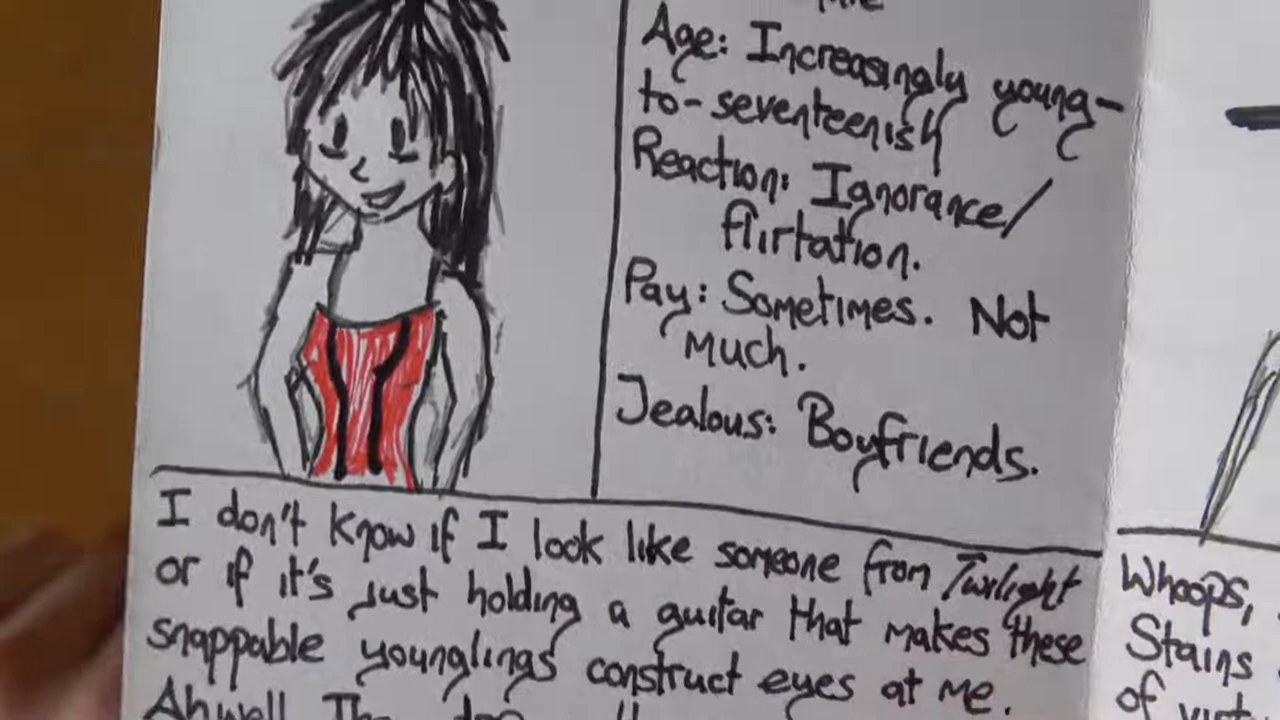 Age: Increasingly young-
to-seventeenish
Reaction: Ignorance/
flirtation.
Pay: Sometimes. Not
much.
Jealous: Boyfriends.
I don't know if I look like someone from Twilight
or if it's just holding a guitar that makes these
snappable younglings construct eyes at me.
Ahwell.
Whoops,
Stains
of